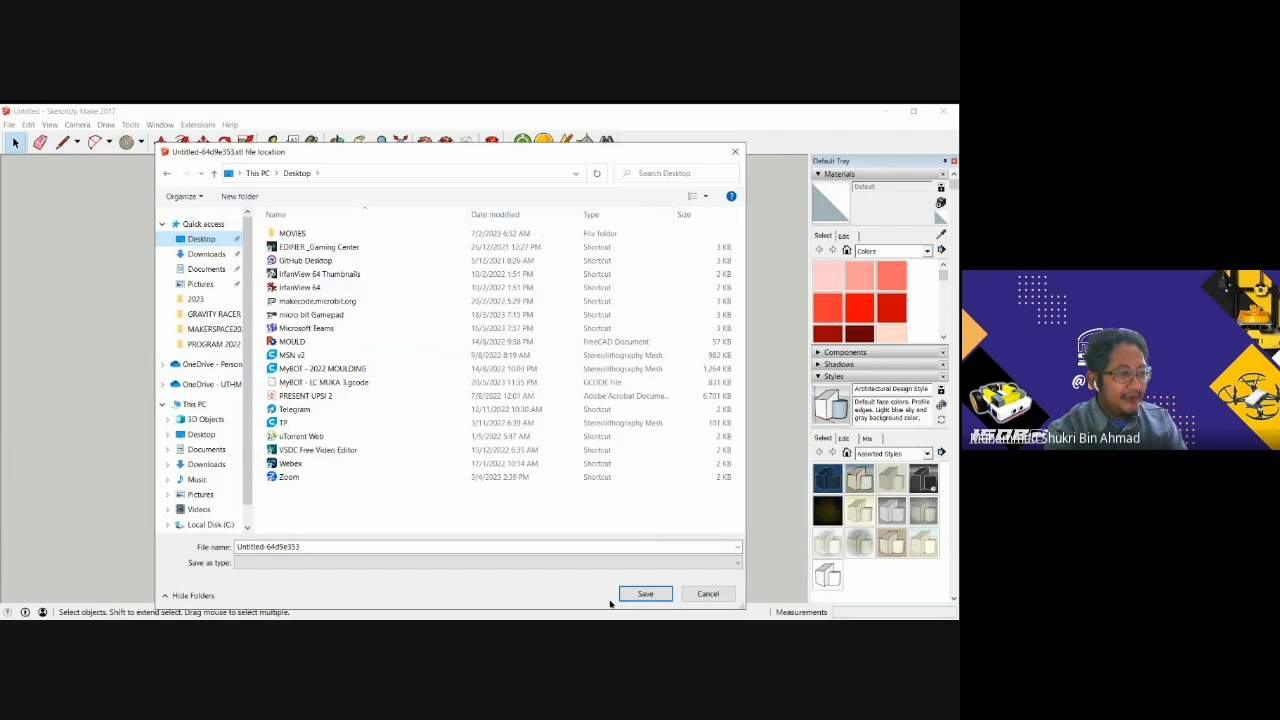 Untitled - SketchUp Make 2017
File Edit View Camera Draw Tools Window Extensions Help
Untitled-64d9e353.stl file location
This PC > Desktop >
Search Desktop
Organize
New folder
Name Date modified Type Size
Quick access
Desktop
Downloads
Documents
Pictures
2023
GRAVITY RACER
MAKERSPACE20
PROGRAM 2022
OneDrive - Person
OneDrive - UTHM
This PC
3D Objects
Desktop
Documents
Downloads
Music
Pictures
Videos
Local Disk (C:)
MOVIES 7/2/2023 6:52 AM File folder
EDIFIER _Gaming Center 26/12/2021 12:27 PM Shortcut 3 KB
GitHub Desktop 5/12/2021 8:26 AM Shortcut 3 KB
IrfanView 64 Thumbnails 10/2/2022 1:51 PM Shortcut 2 KB
IrfanView 64 10/2/2022 1:51 PM Shortcut 2 KB
makecode.microbit.org 20/2/2022 5:29 PM Shortcut 3 KB
micro bit Gamepad 18/3/2023 7:15 PM Shortcut 3 KB
Microsoft Teams 16/5/2023 7:57 PM Shortcut 3 KB
MOULD 14/8/2022 9:58 PM FreeCAD Document 57 KB
MSN v2 9/8/2022 8:19 AM Stereolithography Mesh 982 KB
MyBOT - 2022 MOULDING 14/8/2022 10:03 PM Stereolithography Mesh 1,264 KB
MyBOT - LC MUKA 3.gcode 20/5/2023 11:35 PM GCODE File 831 KB
PRESENT UPSI 2 7/8/2022 12:01 AM Adobe Acrobat Docume... 6,701 KB
Telegram 12/11/2022 10:30 AM Shortcut 2 KB
TP 3/11/2022 6:39 AM Stereolithography Mesh 101 KB
uTorrent Web 1/9/2022 5:47 AM Shortcut 2 KB
VSDC Free Video Editor 15/12/2022 6:35 AM Shortcut 2 KB
Webex 17/1/2022 10:14 AM Shortcut 2 KB
Zoom 3/4/2023 2:39 PM Shortcut 2 KB
File name: Untitled-64d9e353
Save as type:
Hide Folders
Save
Cancel
Select objects. Shift to extend select. Drag mouse to select multiple.
Measurements
Default Tray
Materials
Default
Select Edit
Colors
Components
Shadows
Styles
Architectural Design Style
Default face colors. Profile
edges. Light blue sky and
gray background color.
Select Edit Mix
Assorted Styles
Muhammad Shukri Bin Ahmad